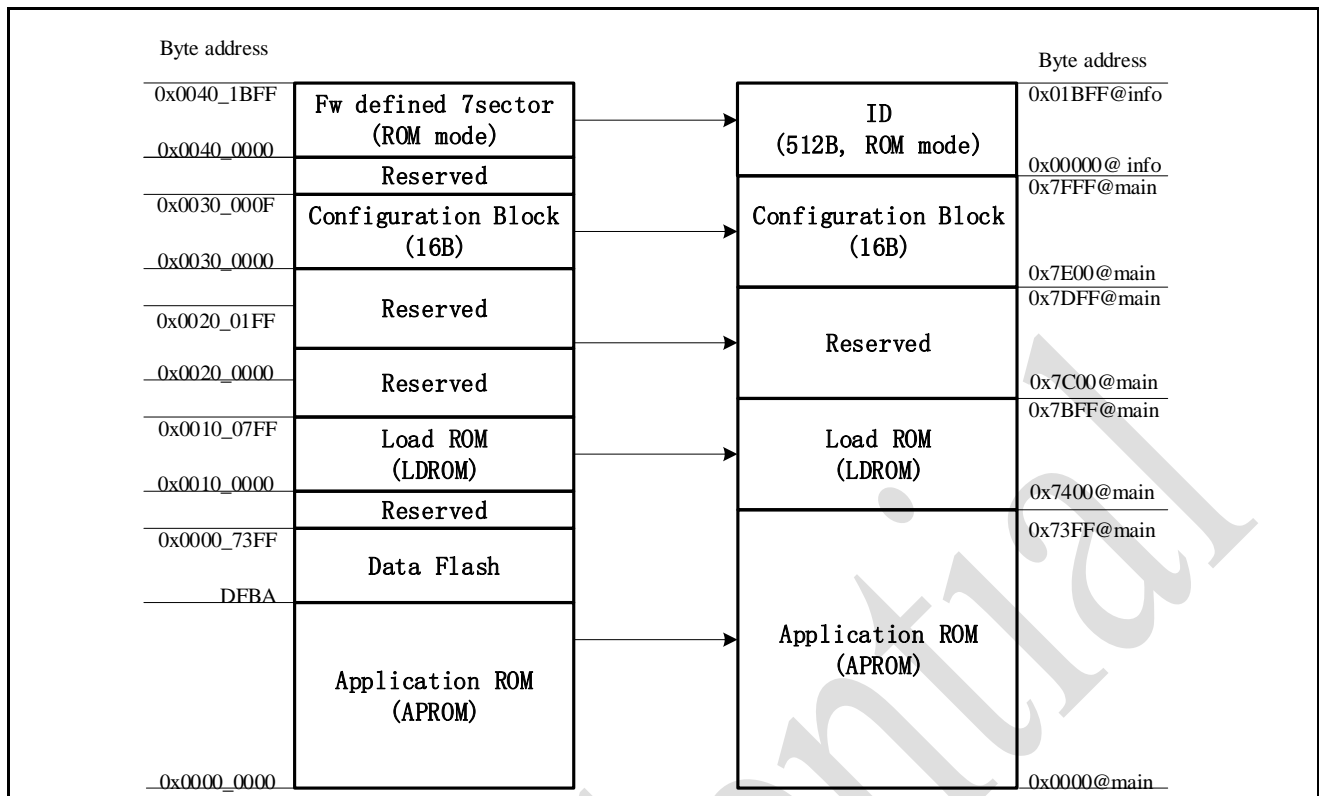 Byte address
0x0040_1BFF
Fw defined 7sector
(ROM mode)
0x0040_0000
Reserved
0x0030_000F
Configuration Block
(16B)
0x0030_0000
Reserved
0x0020_01FF
0x0020_0000
Reserved
0x0010_07FF
Load ROM
(LDROM)
0x0010_0000
Reserved
0x0000_73FF
Data Flash
DFBA
Application ROM
(APROM)
0x0000_0000
Byte address
0x01BFF@info
ID
(512B, ROM mode)
0x00000@ info
0x7FFF@main
Configuration Block
(16B)
0x7E00@main
0x7DFF@main
Reserved
0x7C00@main
0x7BFF@main
Load ROM
(LDROM)
0x7400@main
0x73FF@main
Application ROM
(APROM)
0x0000@main